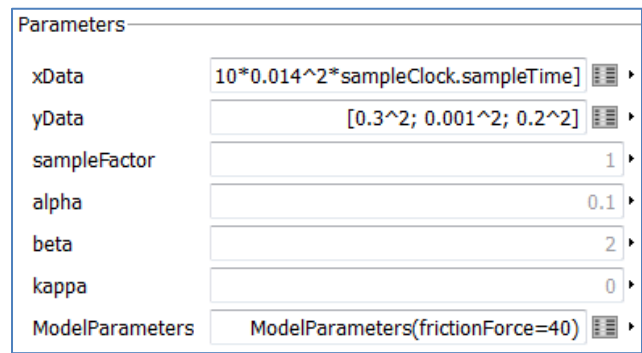 Parameters
xData 10*0.014^2*sampleClock.sampleTime]
yData [0.3^2; 0.001^2; 0.2^2]
sampleFactor 1
alpha 0.1
beta 2
kappa 0
ModelParameters ModelParameters(frictionForce=40)